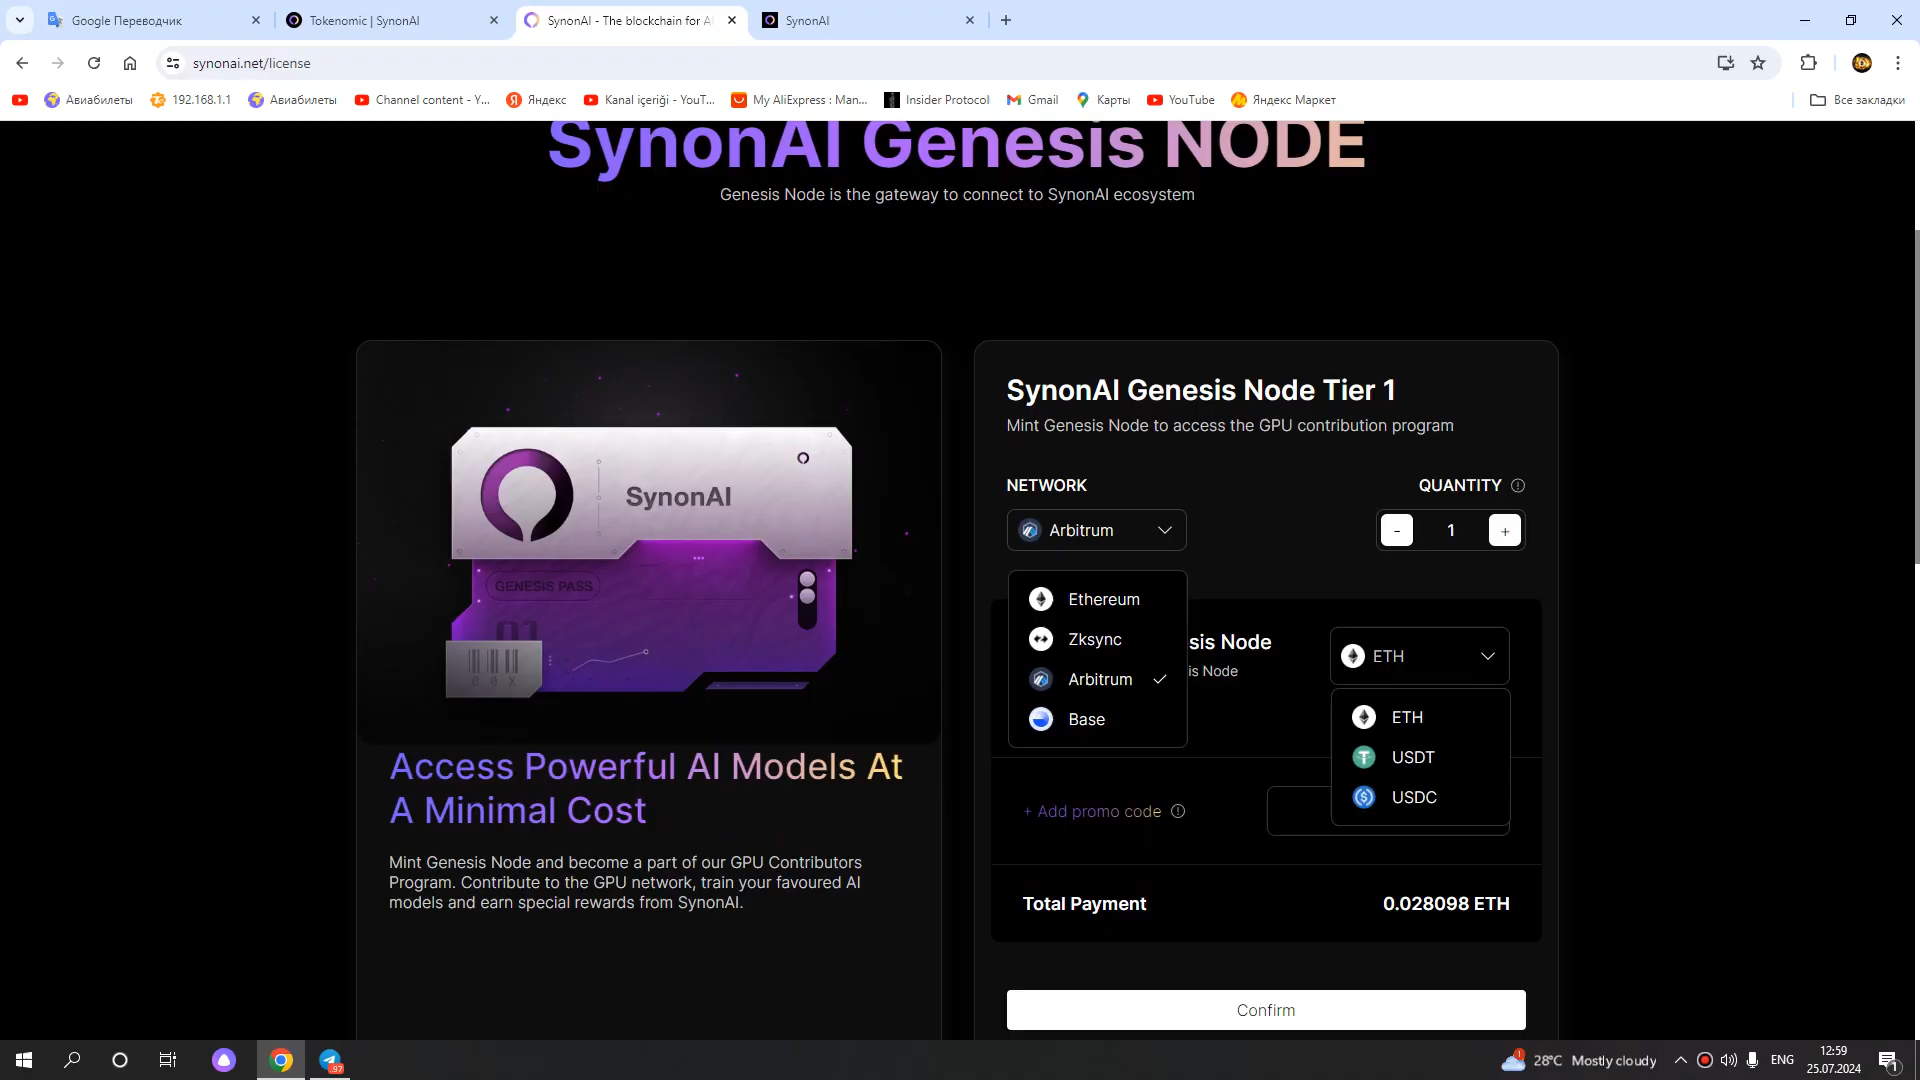 Google Переводчик
Tokenomic | SynonAI
SynonAI - The blockchain for AI
SynonAI
synonai.net/license
Авиабилеты
192.168.1.1
Авиабилеты
Channel content - Y...
Яндекс
Kanal içeriği - YouT...
My AliExpress : Man...
Insider Protocol
Gmail
Карты
YouTube
Яндекс Маркет
Все закладки
SynonAI Genesis NODE
Genesis Node is the gateway to connect to SynonAI ecosystem
SynonAI
GENESIS PASS
01
00X
Access Powerful AI Models At
A Minimal Cost
Mint Genesis Node and become a part of our GPU Contributors
Program. Contribute to the GPU network, train your favoured AI
models and earn special rewards from SynonAI.
SynonAI Genesis Node Tier 1
Mint Genesis Node to access the GPU contribution program
NETWORK
QUANTITY
Arbitrum
- 1 +
Ethereum
Zksync
Arbitrum
Base
sis Node
is Node
ETH
ETH
USDT
USDC
+ Add promo code
Total Payment
0.028098 ETH
Confirm
97
1
28°C Mostly cloudy
ENG
12:59
25.07.2024
1